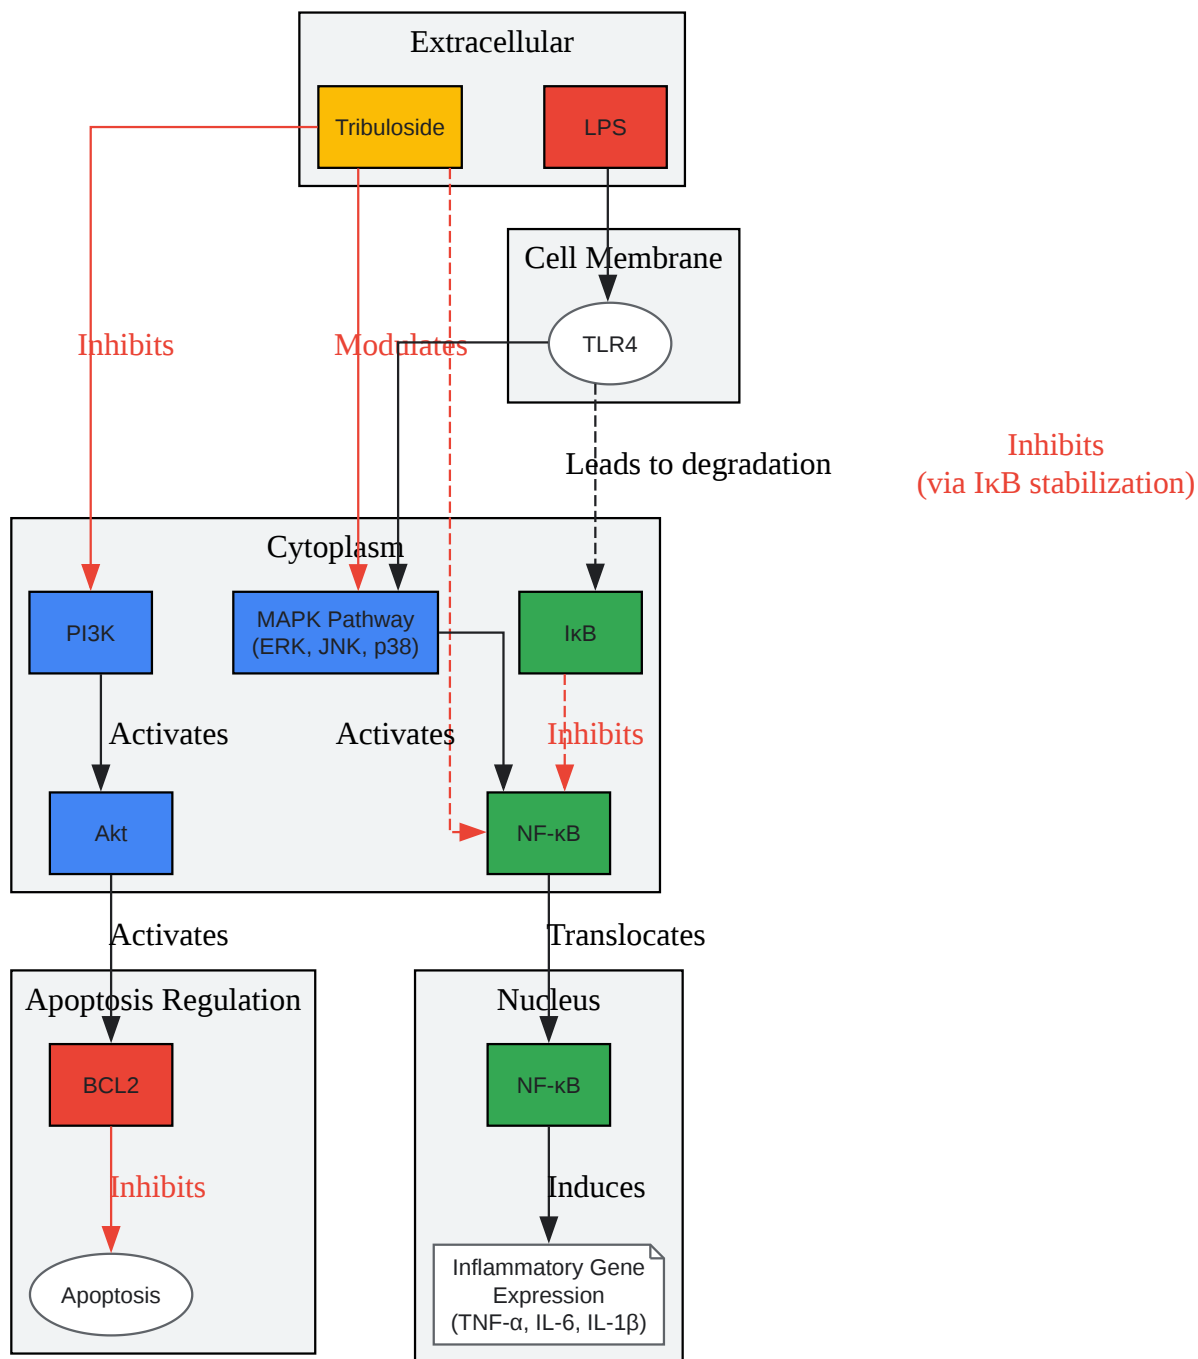 Extracellular
Tribuloside
LPS
Cell Membrane
Inhibits
Modulates
TLR4
Leads to degradation
Inhibits
(via IκB stabilization)
Cytoplasm
PI3K
MAPK Pathway
(ERK, JNK, p38)
IκB
Activates
Activates
Inhibits
Akt
NF-κB
Activates
Translocates
Apoptosis Regulation
Nucleus
BCL2
NF-κB
Inhibits
Induces
Apoptosis
Inflammatory Gene
Expression
(TNF-α, IL-6, IL-1β)